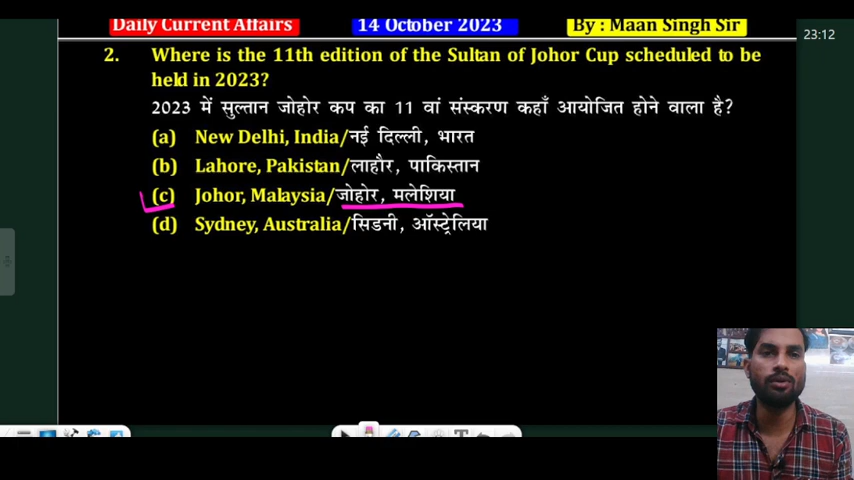 Daily Current Affairs 14 October 2023 By : Maan Singh Sir
23:12
2. Where is the 11th edition of the Sultan of Johor Cup scheduled to be
held in 2023?
2023 में सुल्तान जोहोर कप का 11 वां संस्करण कहाँ आयोजित होने वाला है?
(a) New Delhi, India/नई दिल्ली, भारत
(b) Lahore, Pakistan/लाहौर, पाकिस्तान
(c) Johor, Malaysia/जोहोर, मलेशिया
(d) Sydney, Australia/सिडनी, ऑस्ट्रेलिया